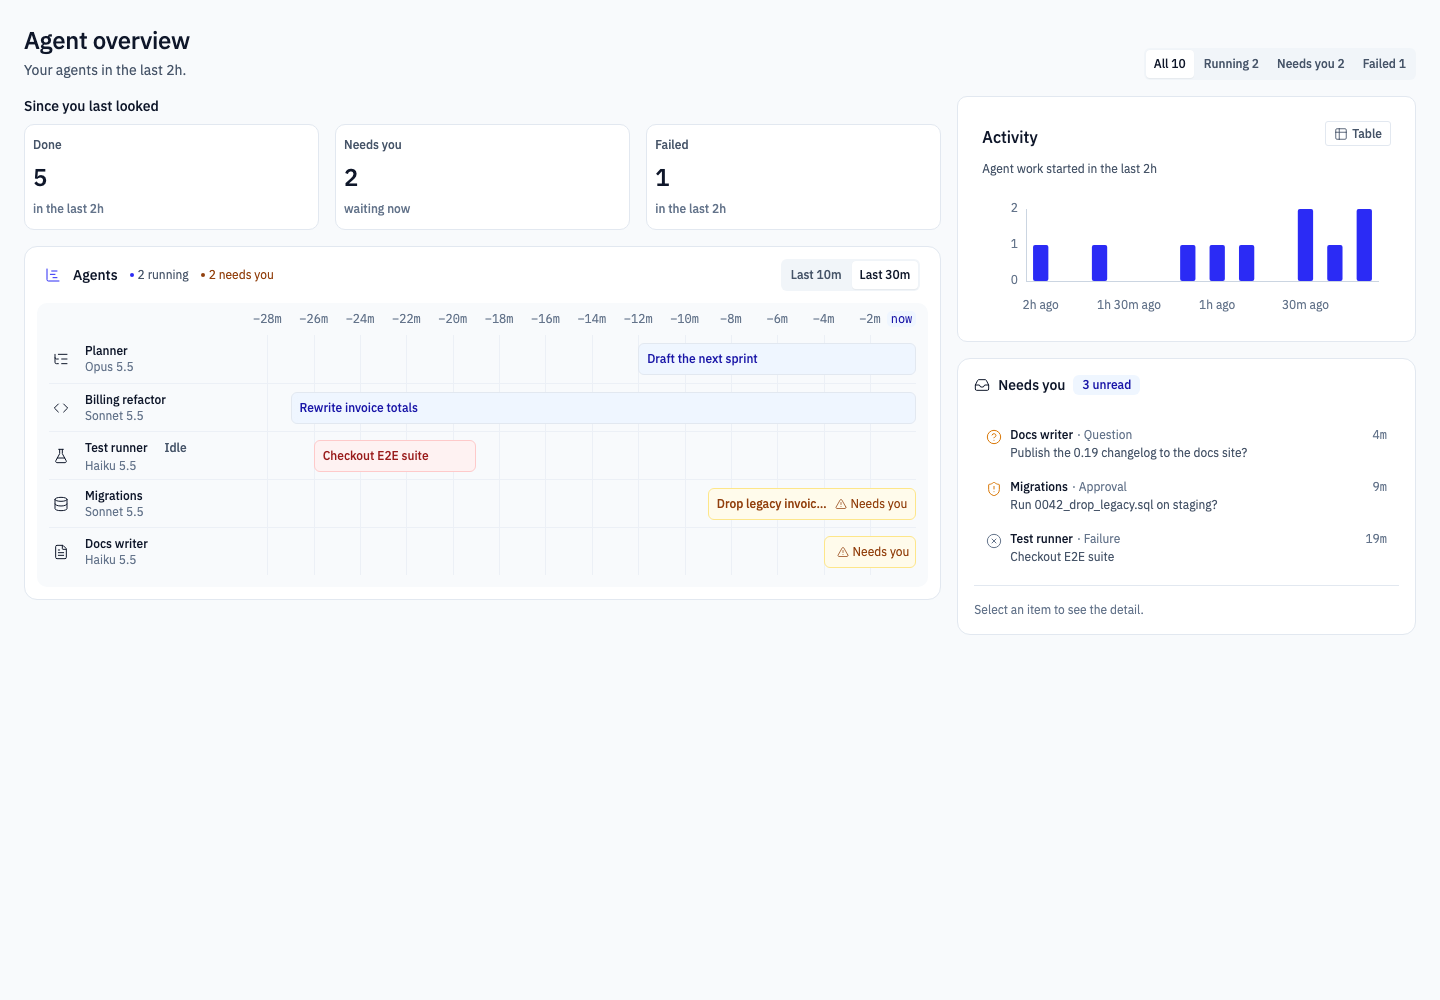 Agent overview
Your agents in the last 2h.
All 10 Running 2 Needs you 2 Failed 1
Since you last looked
Done
5
in the last 2h
Needs you
2
waiting now
Failed
1
in the last 2h
Agents • 2 running • 2 needs you
Last 10m Last 30m
−28m −26m −24m −22m −20m −18m −16m −14m −12m −10m −8m −6m −4m −2m now
Planner
Opus 5.5
Draft the next sprint
Billing refactor
Sonnet 5.5
Rewrite invoice totals
Test runner Idle
Haiku 5.5
Checkout E2E suite
Migrations
Sonnet 5.5
Drop legacy invoic… Needs you
Docs writer
Haiku 5.5
Needs you
Activity
Table
Agent work started in the last 2h
2
1
0
2h ago 1h 30m ago 1h ago 30m ago
Needs you 3 unread
Docs writer · Question 4m
Publish the 0.19 changelog to the docs site?
Migrations · Approval 9m
Run 0042_drop_legacy.sql on staging?
Test runner · Failure 19m
Checkout E2E suite
Select an item to see the detail.